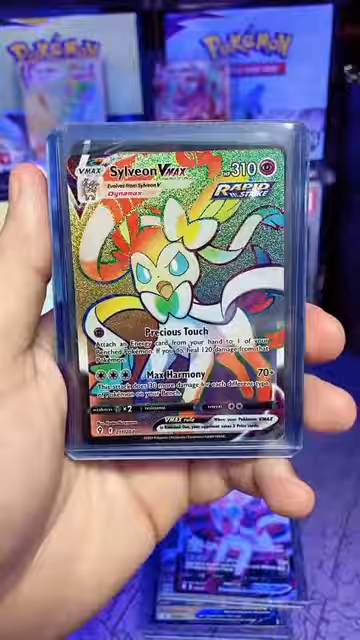 POKéMON
POKéMON
VMAX
Sylveon VMAX
310
Evolves from Sylveon V
Dynamax
RAPID
STRIKE
Precious Touch
Attach an Energy card from your hand to 1 of your
Benched Pokémon. If you do, heal 120 damage from that
Pokémon.
Max Harmony 70+
This attack does 30 more damage for each different type
of Pokémon on your Bench.
×2
VMAX rule
When your Pokémon VMAX
is Knocked Out, your opponent takes 3 Prize cards.